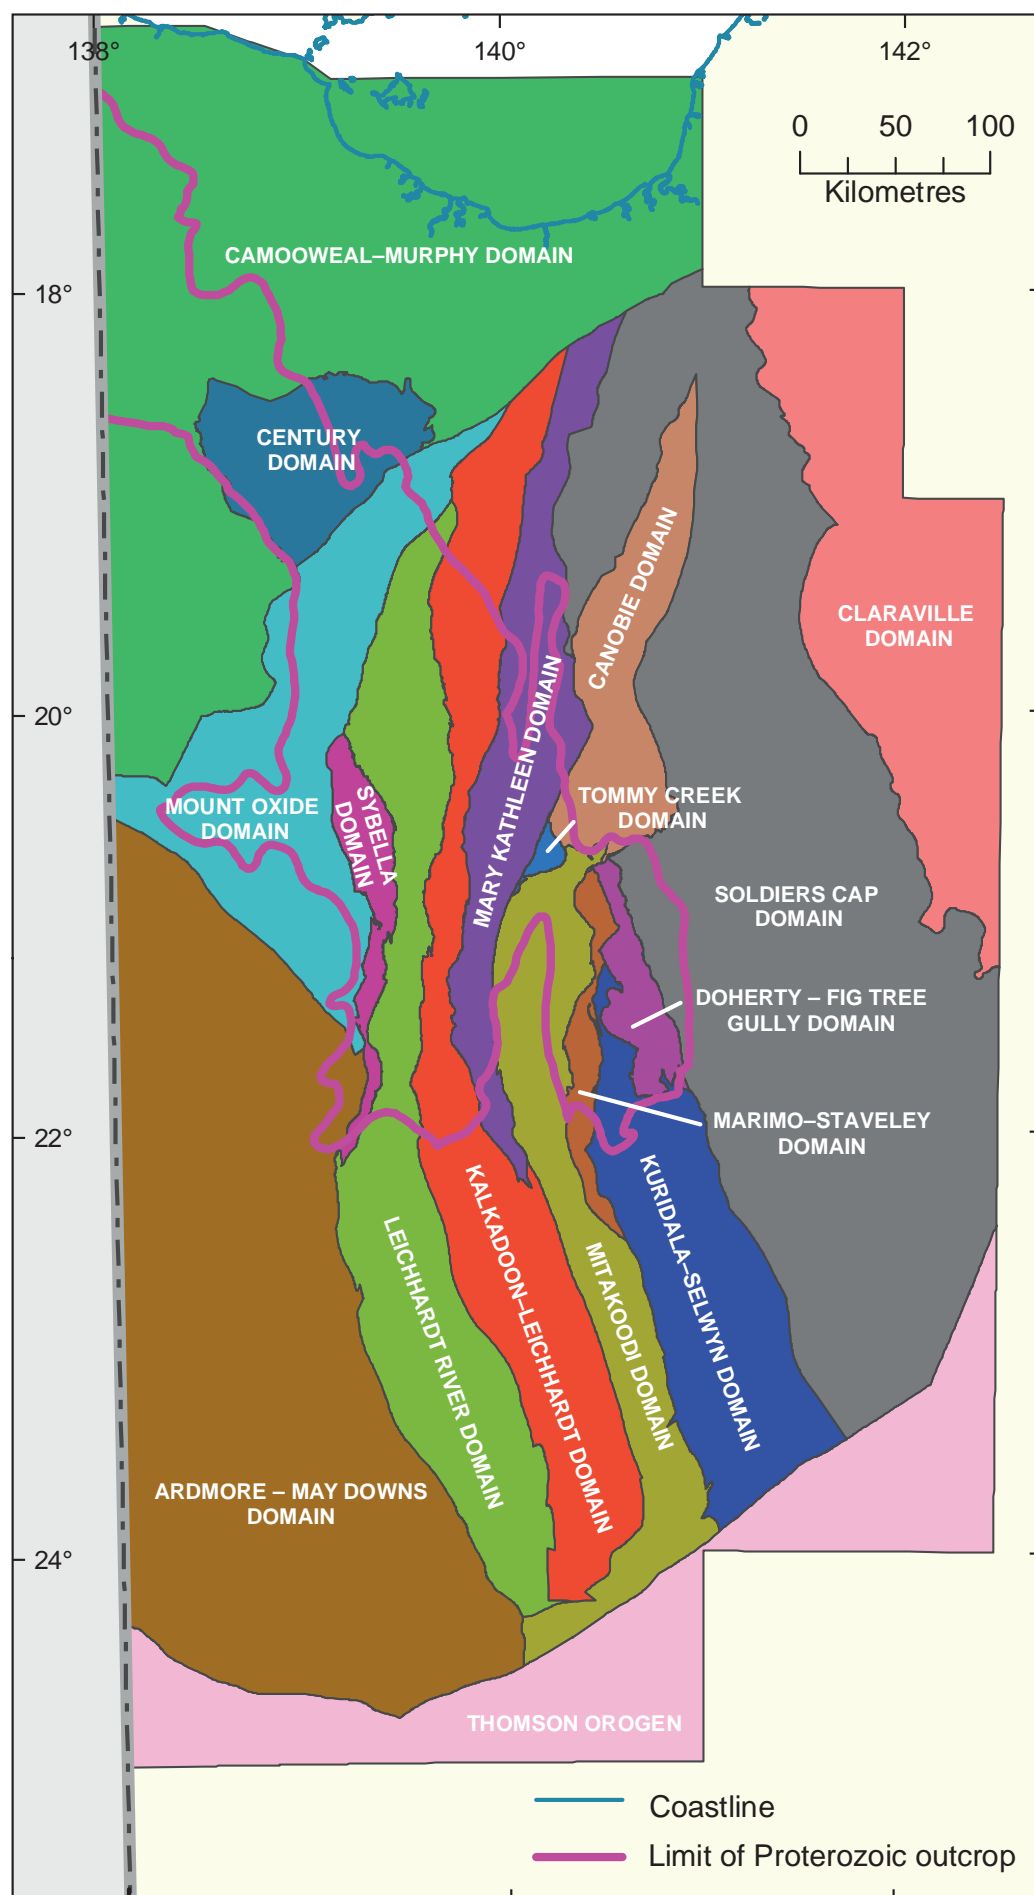 138°
140°
142°
0 50 100
Kilometres
CAMOOWEAL–MURPHY DOMAIN
18°
CENTURY
DOMAIN
CANOBIE DOMAIN
CLARAVILLE
DOMAIN
20°
MARY KATHLEEN DOMAIN
MOUNT OXIDE
DOMAIN
SYBELLA
DOMAIN
TOMMY CREEK
DOMAIN
SOLDIERS CAP
DOMAIN
DOHERTY – FIG TREE
GULLY DOMAIN
MARIMO–STAVELEY
DOMAIN
22°
LEICHHARDT RIVER DOMAIN
KALKADOON–LEICHHARDT DOMAIN
MITAKOODI DOMAIN
KURIDALA–SELWYN DOMAIN
ARDMORE – MAY DOWNS
DOMAIN
24°
THOMSON OROGEN
Coastline
Limit of Proterozoic outcrop